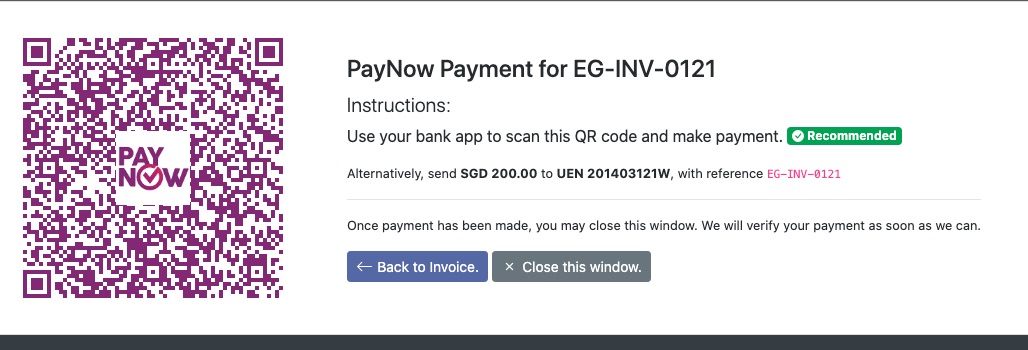 PAY
NOW
PayNow Payment for EG-INV-0121
Instructions:
Use your bank app to scan this QR code and make payment. Recommended
Alternatively, send SGD 200.00 to UEN 201403121W, with reference EG-INV-0121
Once payment has been made, you may close this window. We will verify your payment as soon as we can.
← Back to Invoice. × Close this window.